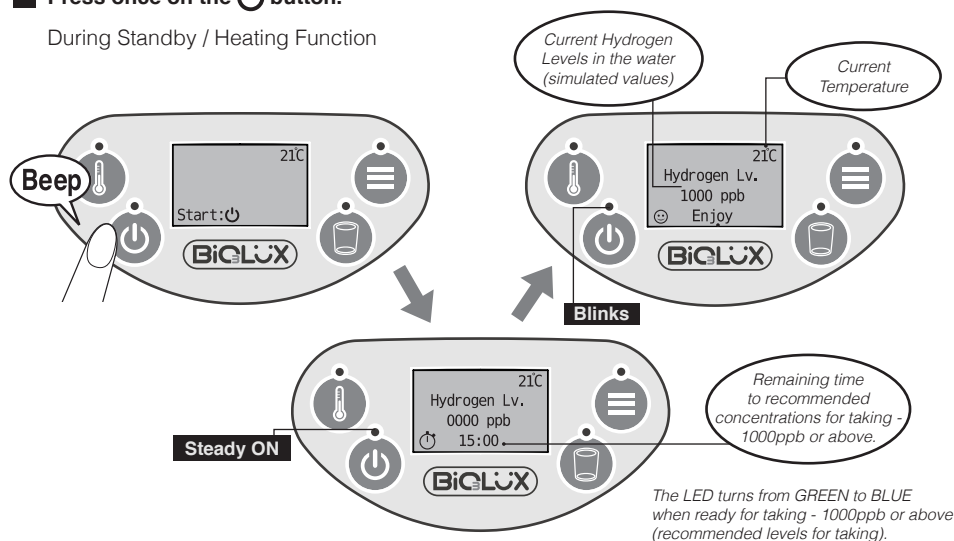 Press once on the button.
During Standby / Heating Function
Current Hydrogen
Levels in the water
(simulated values)
Current
Temperature
Beep
21°C
Start:
BiOLUX
21°C
Hydrogen Lv.
1000 ppb
Enjoy
BiOLUX
Blinks
21°C
Hydrogen Lv.
0000 ppb
15:00
BiOLUX
Steady ON
Remaining time
to recommended
concentrations for taking -
1000ppb or above.
The LED turns from GREEN to BLUE
when ready for taking - 1000ppb or above
(recommended levels for taking).